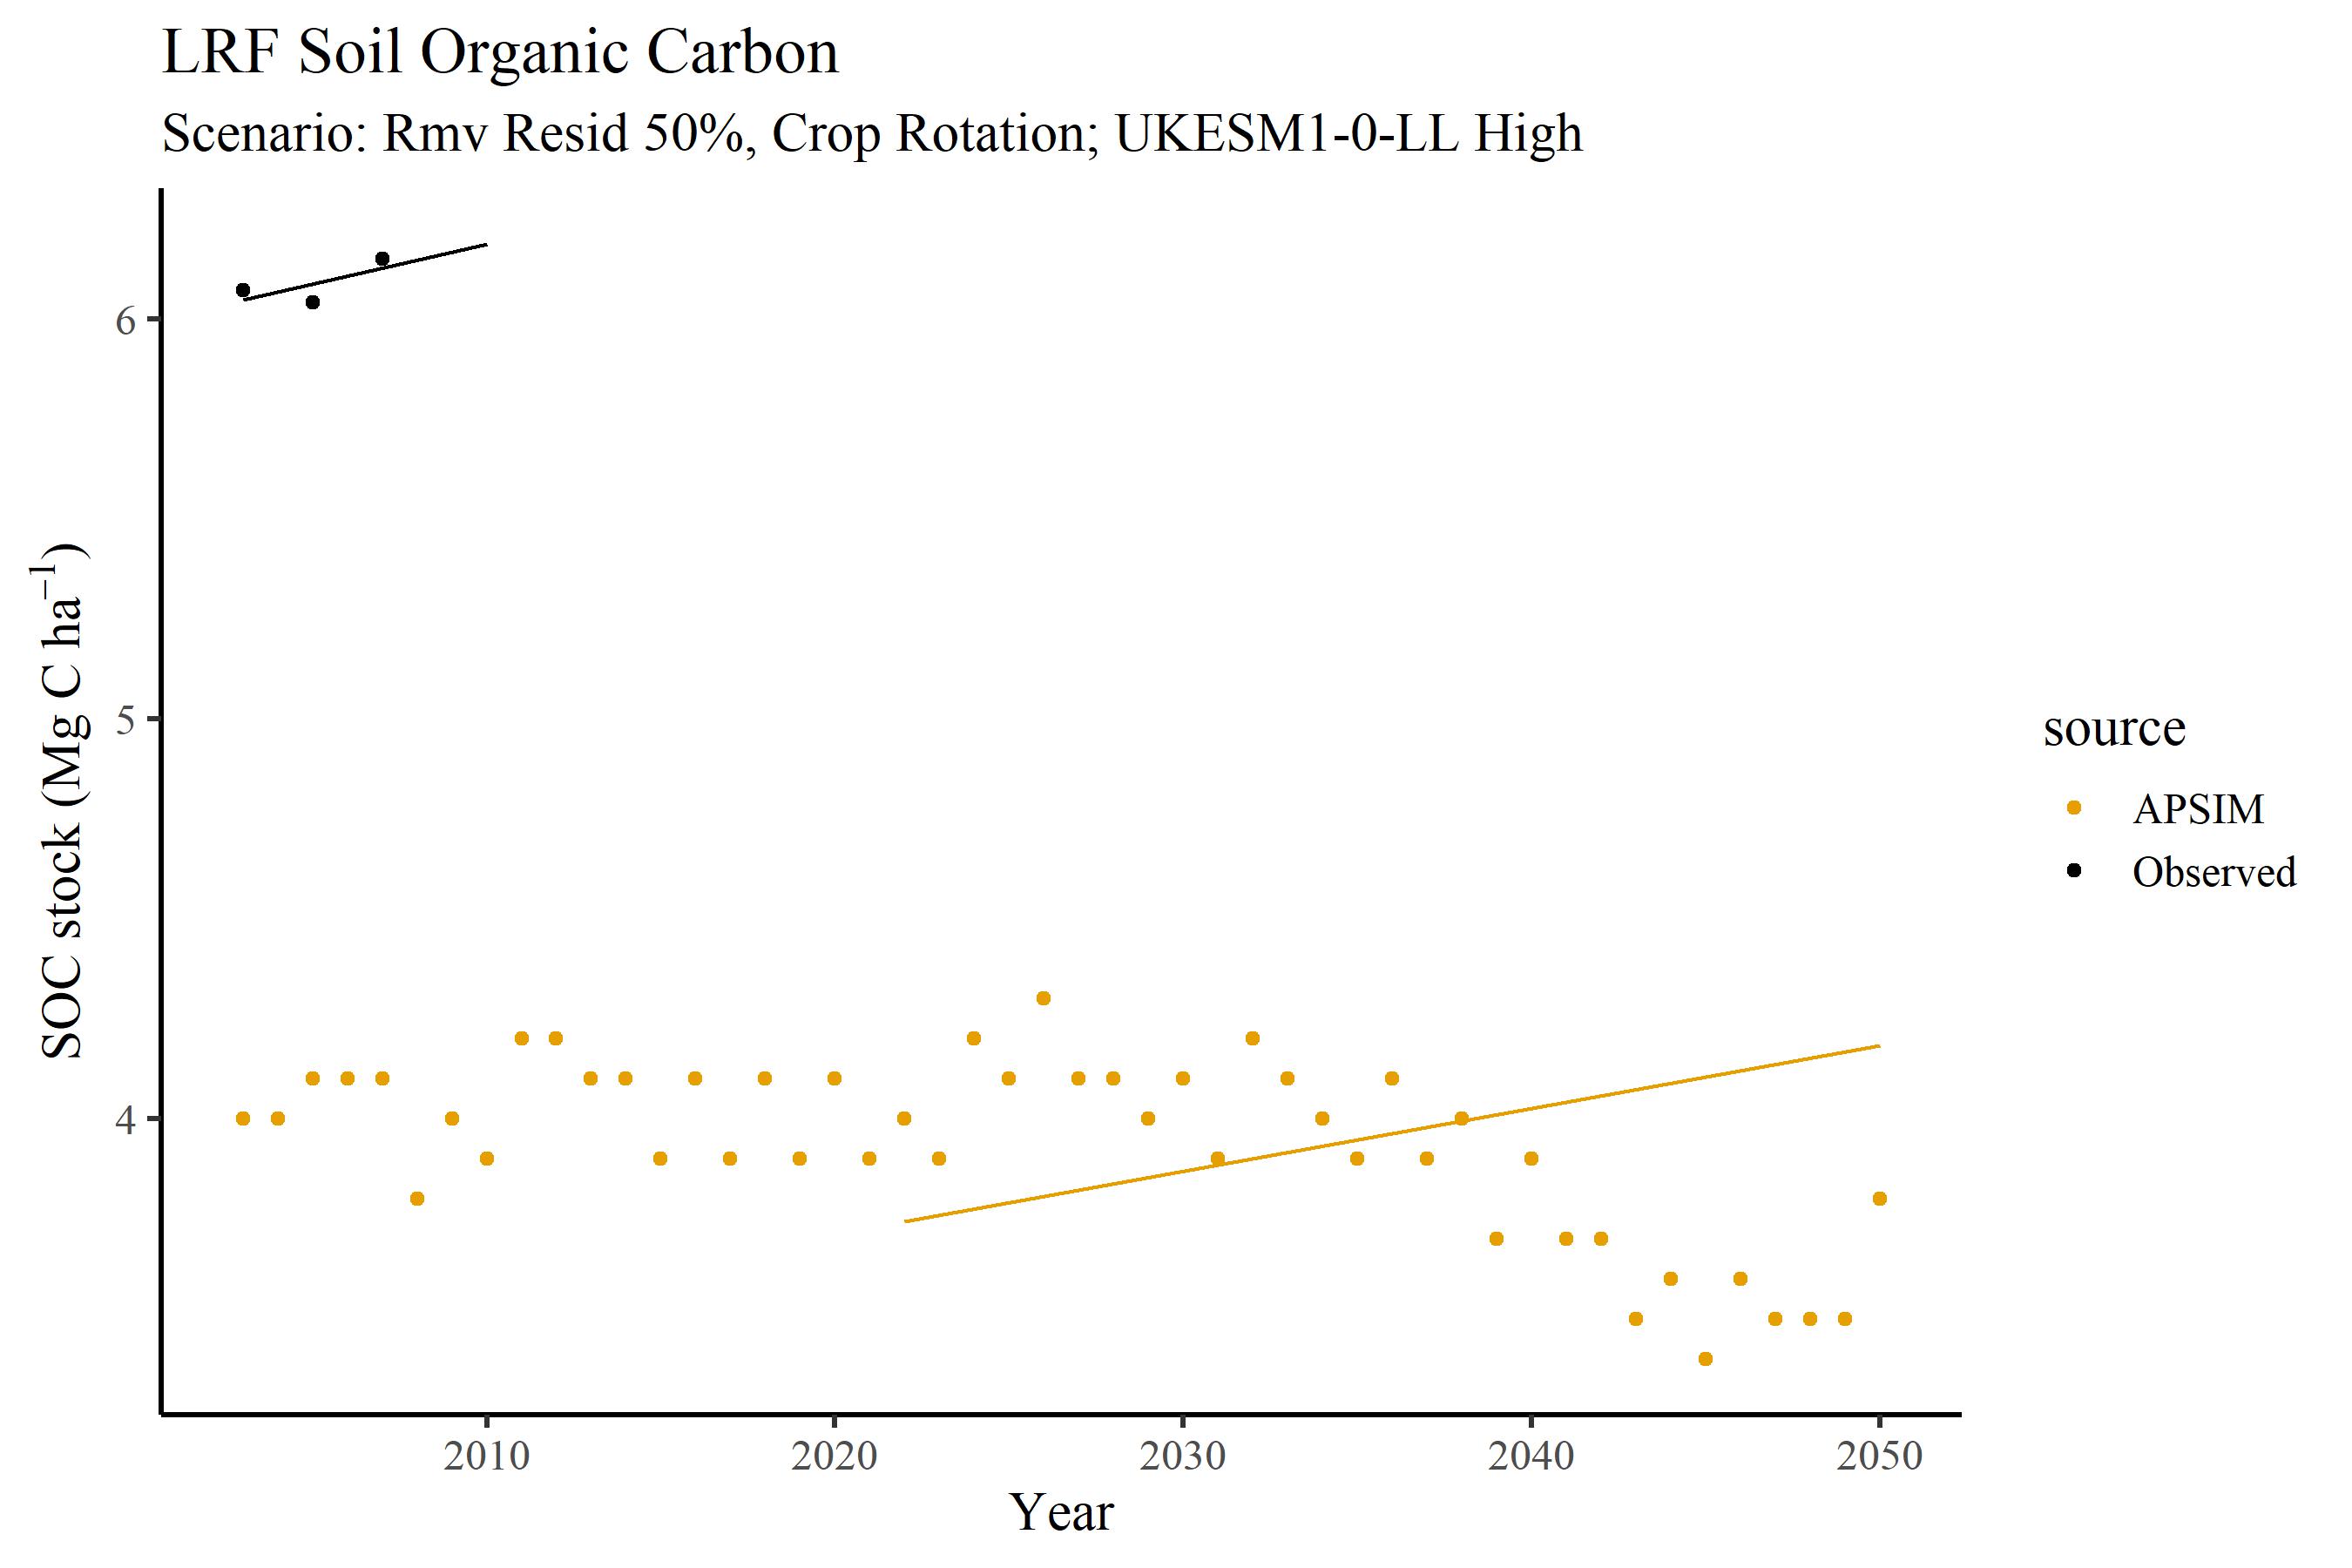 LRF Soil Organic Carbon
Scenario: Rmv Resid 50%, Crop Rotation; UKESM1-0-LL High
SOC stock (Mg C ha⁻¹)
6
5
4
2010 2020 2030 2040 2050
Year
source
APSIM
Observed